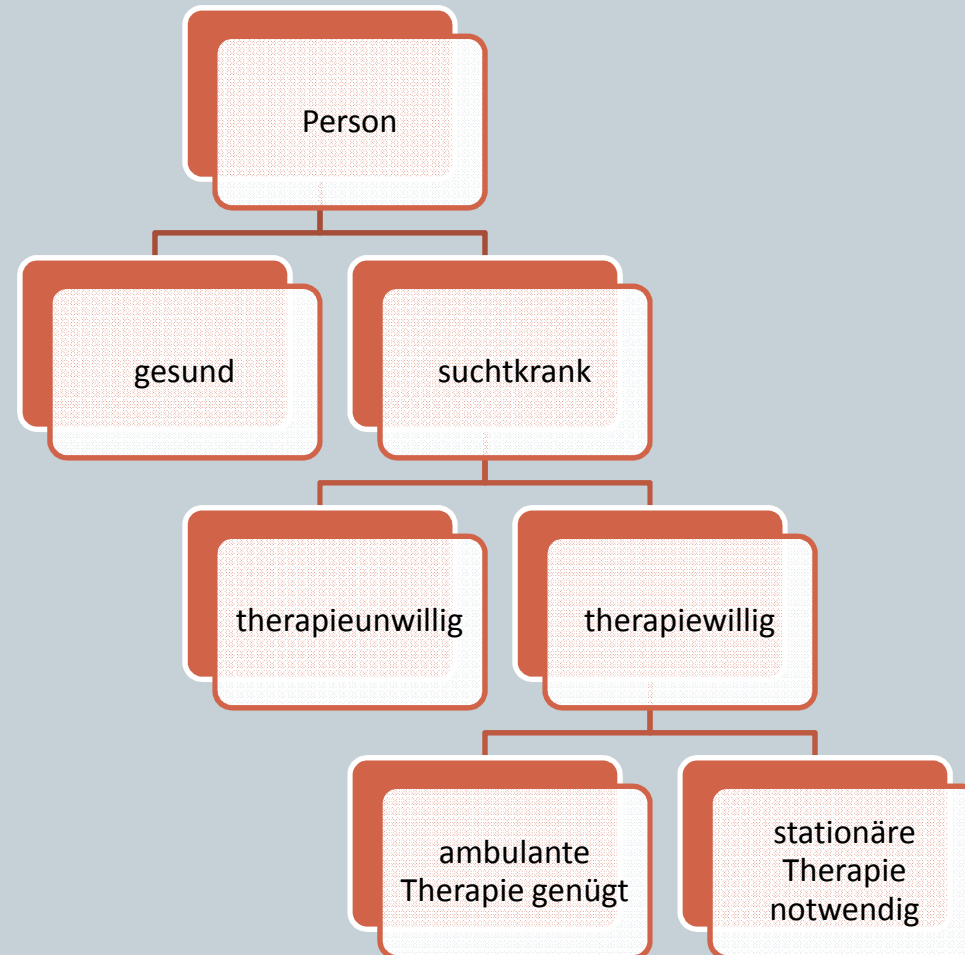 Person
gesund
suchtkrank
therapieunwillig
therapiewillig
ambulante
Therapie genügt
stationäre
Therapie
notwendig